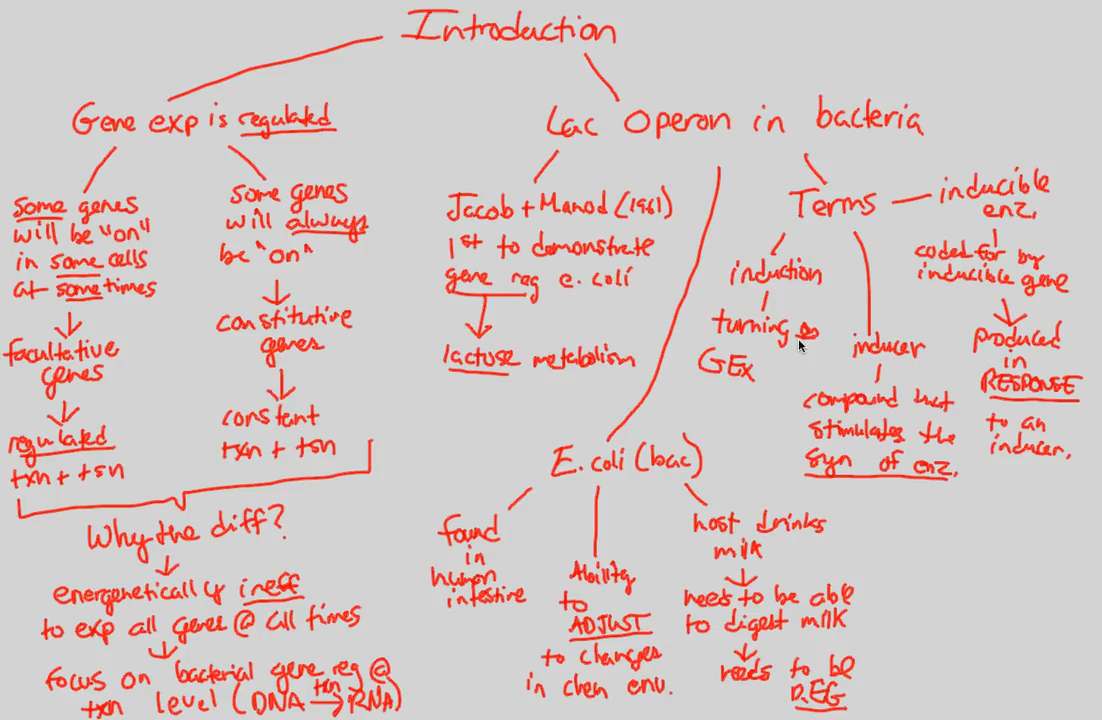 Introduction
Gene exp is regulated
Some genes
will be "on"
in some cells
at some times
facultative
genes
regulated
txn + tsn
some genes
will always
be "on"
constitutive
genes
constant
txn + tsn
Why the diff?
energenetically ineff
to exp all genes @ all times
focus on bacterial gene reg @
txn level (DNA txn RNA)
Lac Operon in bacteria
Jacob + Manod (1961)
1st to demonstrate
gene reg e. coli
lactose metabolism
E. coli (bac)
found
in
human
intestine
Ability
to
ADJUST
to changes
in chem env.
host drinks
milk
needs to be able
to digest milk
needs to be
REG
Terms
induction
turning
GEx
inducer
compound that
stimulates the
syn of enz.
inducible
enz.
coded for by
inducible gene
produced
in
RESPONSE
to an
inducer.